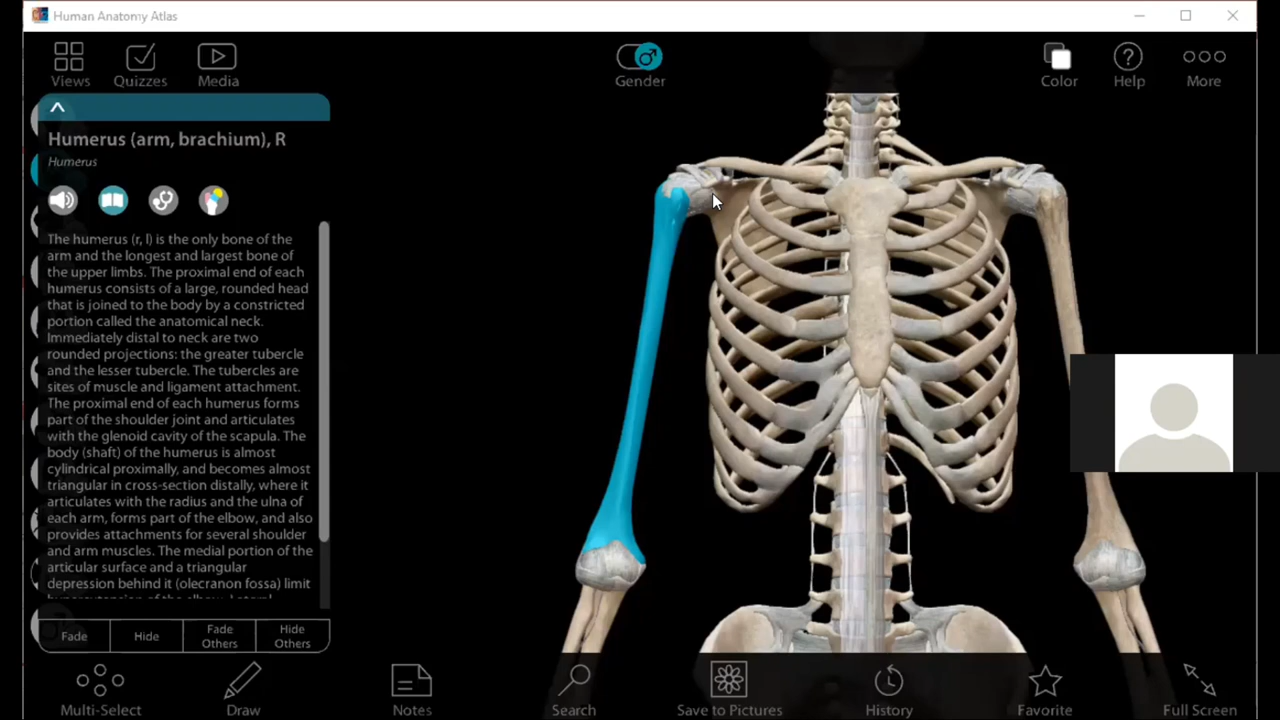 Human Anatomy Atlas
Views
Quizzes
Media
Gender
Color
Help
More
Humerus (arm, brachium), R
Humerus
The humerus (r, l) is the only bone of the
arm and the longest and largest bone of
the upper limbs. The proximal end of each
humerus consists of a large, rounded head
that is joined to the body by a constricted
portion called the anatomical neck.
Immediately distal to neck are two
rounded projections: the greater tubercle
and the lesser tubercle. The tubercles are
sites of muscle and ligament attachment.
The proximal end of each humerus forms
part of the shoulder joint and articulates
with the glenoid cavity of the scapula. The
body (shaft) of the humerus is almost
cylindrical proximally, and becomes almost
triangular in cross-section distally, where it
articulates with the radius and the ulna of
each arm, forms part of the elbow, and also
provides attachments for several shoulder
and arm muscles. The medial portion of the
articular surface and a triangular
depression behind it (olecranon fossa) limit
Fade
Hide
Fade Others
Hide Others
Multi-Select
Draw
Notes
Search
Save to Pictures
History
Favorite
Full Screen